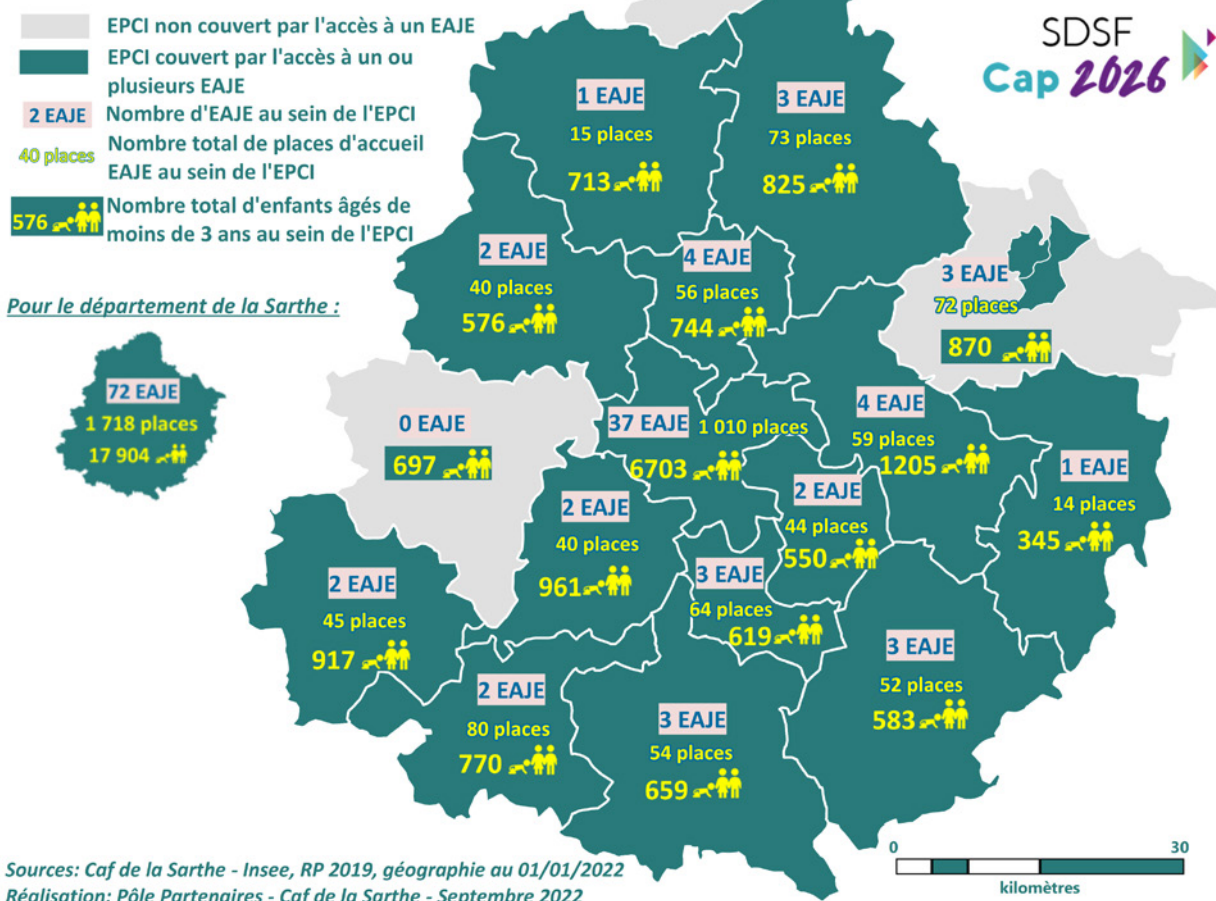 EPCI non couvert par l'accès à un EAJE
EPCI couvert par l'accès à un ou
plusieurs EAJE
2 EAJE Nombre d'EAJE au sein de l'EPCI
40 places Nombre total de places d'accueil
EAJE au sein de l'EPCI
576 Nombre total d'enfants âgés de
moins de 3 ans au sein de l'EPCI
SDSF
Cap 2026
Pour le département de la Sarthe :
72 EAJE
1 718 places
17 904
1 EAJE
15 places
713
3 EAJE
73 places
825
2 EAJE
40 places
576
4 EAJE
56 places
744
3 EAJE
72 places
870
0 EAJE
697
37 EAJE 1 010 places
6703
4 EAJE
59 places
1205
1 EAJE
14 places
345
2 EAJE
40 places
961
2 EAJE
44 places
550
2 EAJE
45 places
917
3 EAJE
64 places
619
3 EAJE
52 places
583
2 EAJE
80 places
770
3 EAJE
54 places
659
0 30
kilomètres
Sources: Caf de la Sarthe - Insee, RP 2019, géographie au 01/01/2022
Réalisation: Pôle Partenaires - Caf de la Sarthe - Septembre 2022